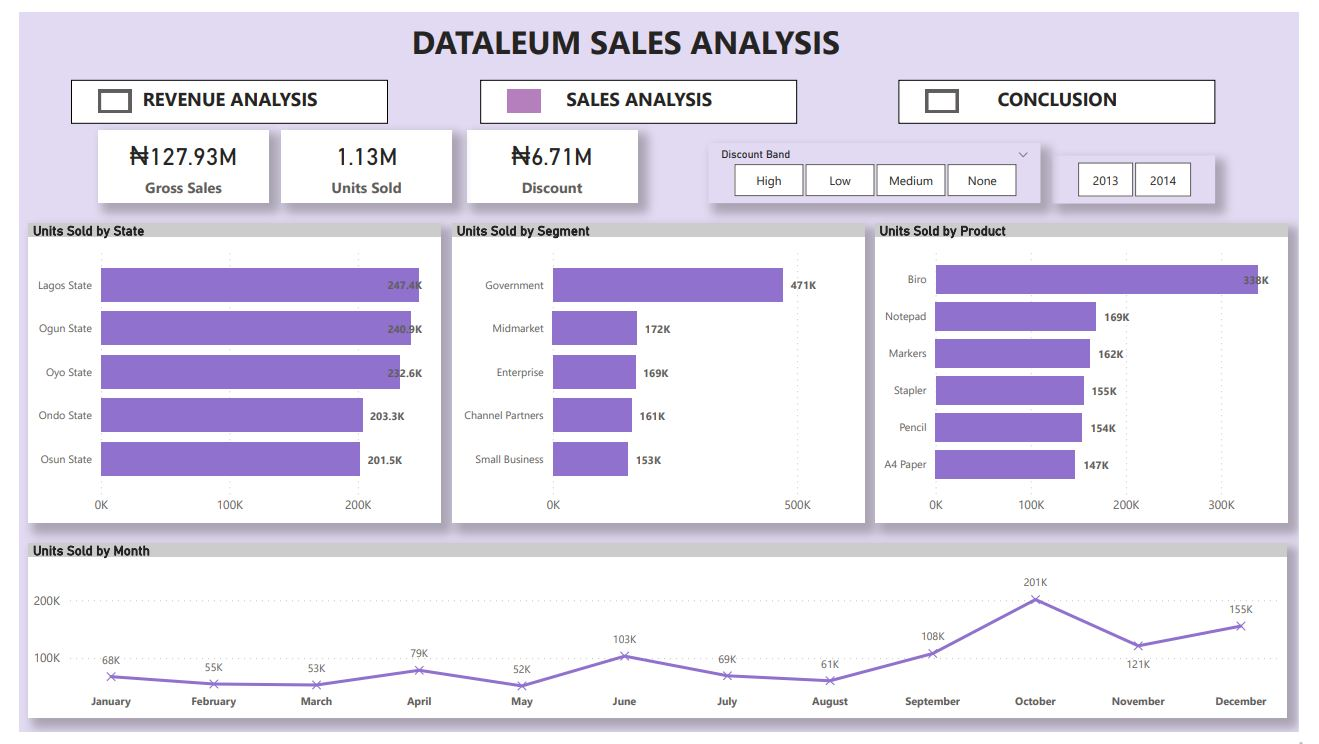 DATALEUM SALES ANALYSIS
REVENUE ANALYSIS
SALES ANALYSIS
CONCLUSION
₦127.93M
Gross Sales
1.13M
Units Sold
₦6.71M
Discount
Discount Band
High
Low
Medium
None
2013
2014
Units Sold by State
Lagos State
247.4K
Ogun State
240.9K
Oyo State
232.6K
Ondo State
203.3K
Osun State
201.5K
0K
100K
200K
Units Sold by Segment
Government
471K
Midmarket
172K
Enterprise
169K
Channel Partners
161K
Small Business
153K
0K
500K
Units Sold by Product
Biro
338K
Notepad
169K
Markers
162K
Stapler
155K
Pencil
154K
A4 Paper
147K
0K
100K
200K
300K
Units Sold by Month
200K
100K
68K
55K
53K
79K
52K
103K
69K
61K
108K
201K
121K
155K
January
February
March
April
May
June
July
August
September
October
November
December